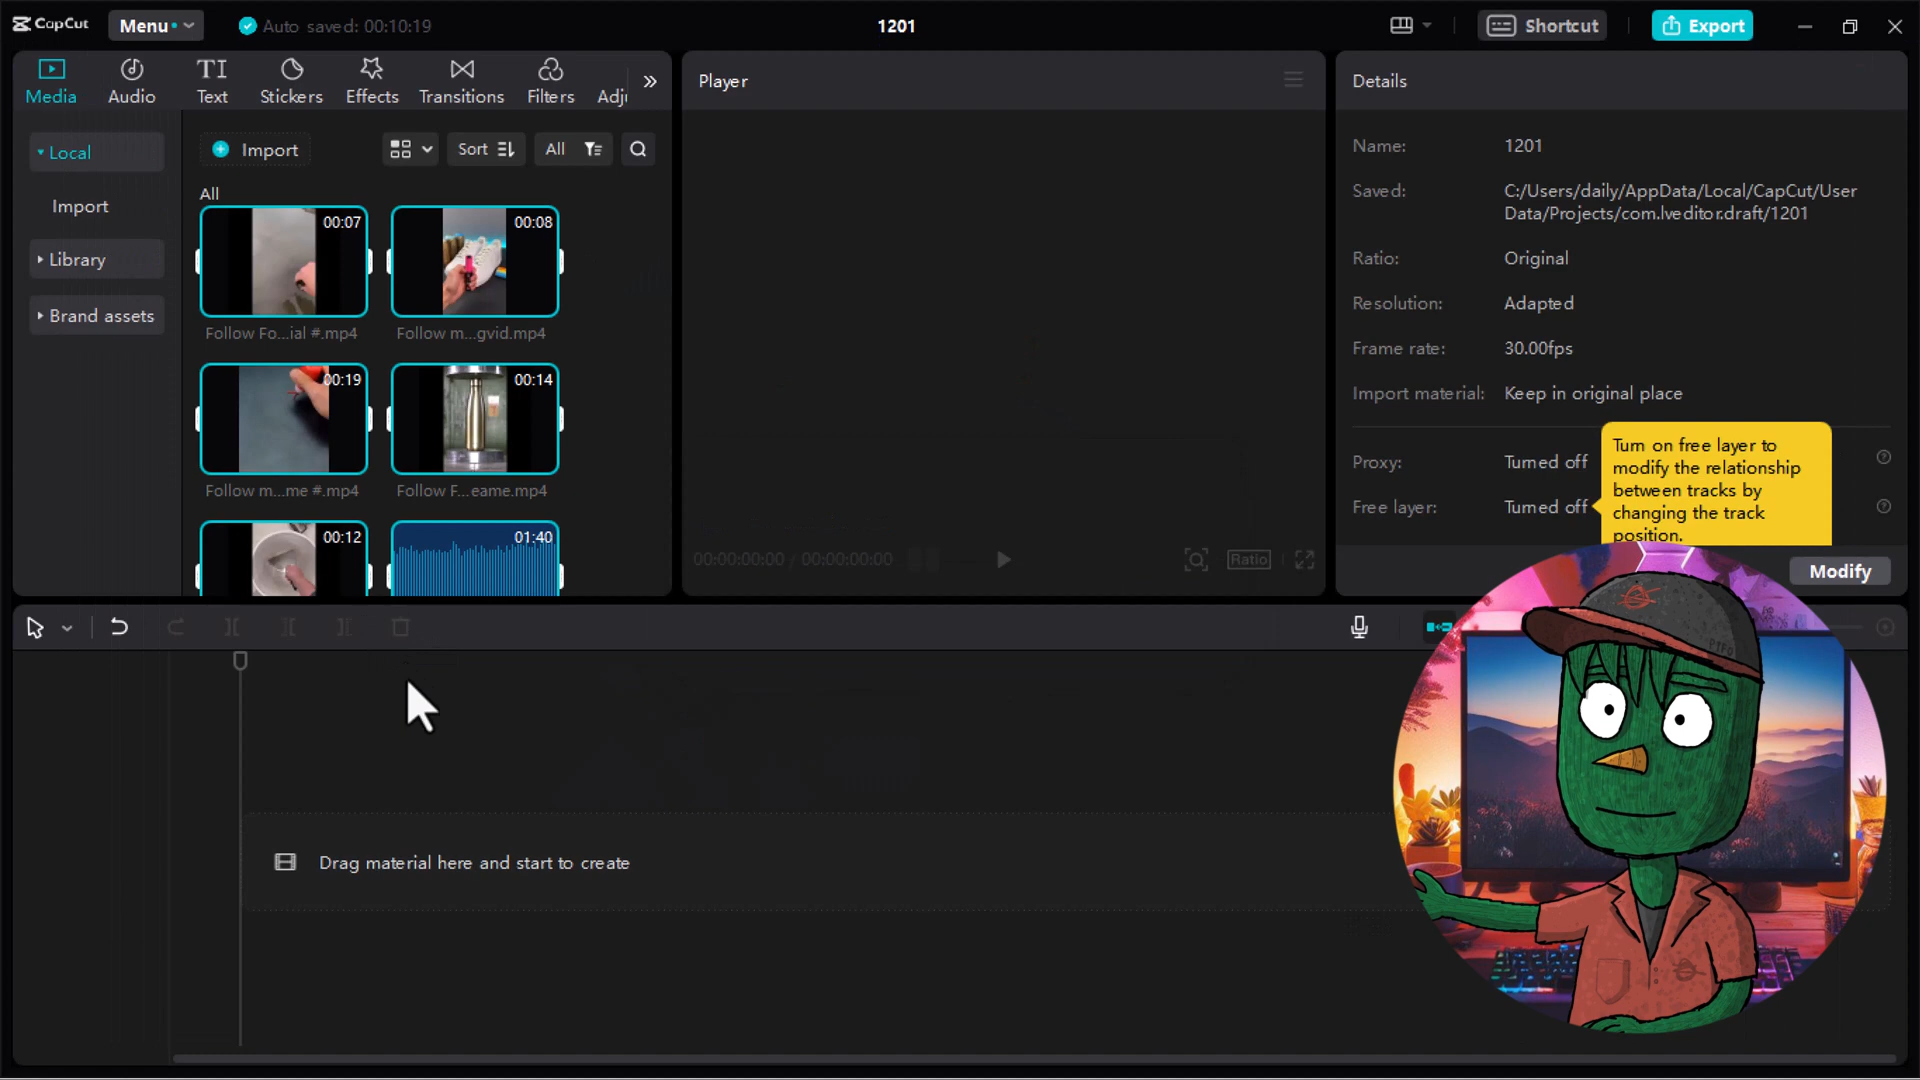 CapCut
Menu
Auto saved: 00:10:19
1201
Shortcut
Export
Media
Audio
TI
Text
Stickers
Effects
Transitions
Filters
Adj
Local
Import
Library
Brand assets
Import
Sort
All
All
00:07
Follow Fo...ial #.mp4
00:08
Follow m...gvid.mp4
00:19
Follow m...me #.mp4
00:14
Follow F...eame.mp4
00:12
01:40
Player
00:00:00:00 / 00:00:00:00
Ratio
Details
Name: 1201
Saved: C:/Users/daily/AppData/Local/CapCut/User
Data/Projects/com.lveditor.draft/1201
Ratio: Original
Resolution: Adapted
Frame rate: 30.00fps
Import material: Keep in original place
Proxy: Turned off
Free layer: Turned off
Turn on free layer to
modify the relationship
between tracks by
changing the track
position.
Modify
Drag material here and start to create